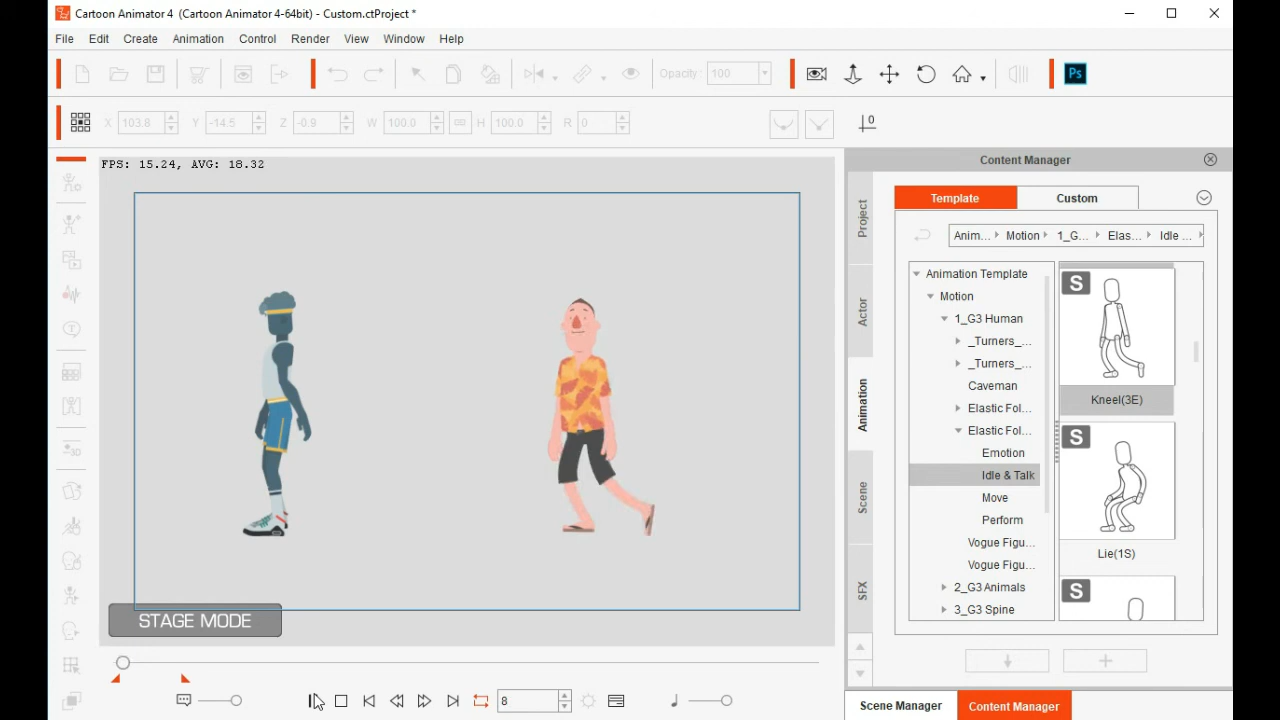 Cartoon Animator 4 (Cartoon Animator 4-64bit) - Custom.ctProject *
File Edit Create Animation Control Render View Window Help
Opacity : 100
Ps
X 103.8 Y -14.5 Z -0.9 W 100.0 H 100.0 R 0
0
FPS: 15.24, AVG: 18.32
STAGE MODE
8
Content Manager
Project
Actor
Animation
Scene
SFX
Template Custom
Anim... Motion 1_G... Elas... Idle ...
Animation Template
Motion
1_G3 Human
_Turners_...
_Turners_...
Caveman
Elastic Fol...
Elastic Fol...
Emotion
Idle & Talk
Move
Perform
Vogue Figu...
Vogue Figu...
2_G3 Animals
3_G3 Spine
S
Kneel(3E)
S
Lie(1S)
S
Scene Manager Content Manager